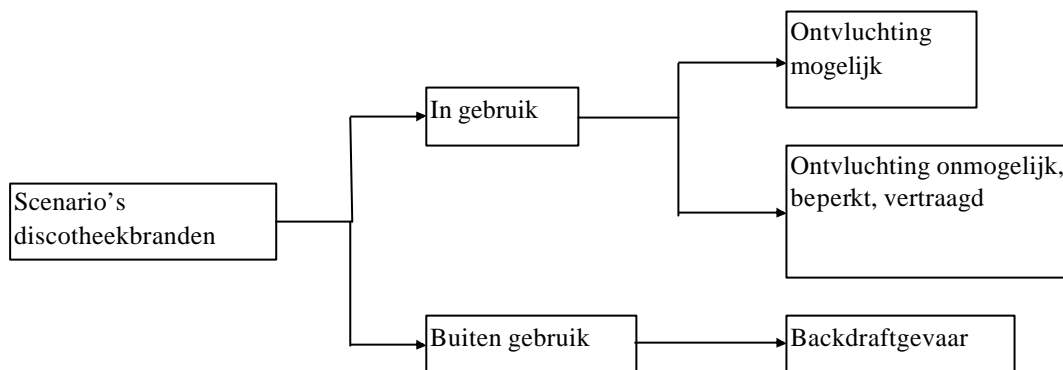 Ontvluchting
mogelijk
In gebruik
Ontvluchting onmogelijk,
beperkt, vertraagd
Scenario's
discotheekbranden
Buiten gebruik
Backdraftgevaar